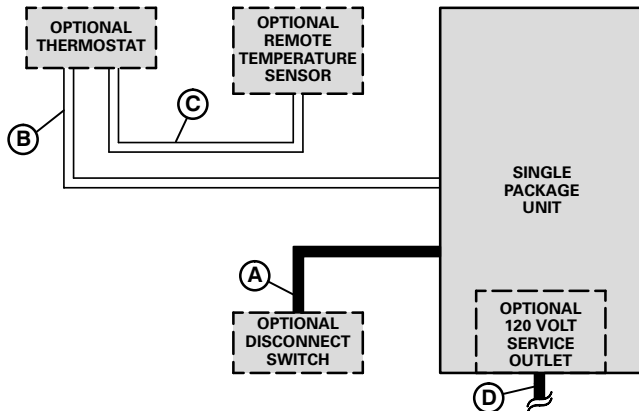 OPTIONAL
THERMOSTAT
OPTIONAL
REMOTE
TEMPERATURE
SENSOR
B
C
SINGLE
PACKAGE
UNIT
A
OPTIONAL
DISCONNECT
SWITCH
OPTIONAL
120 VOLT
SERVICE
OUTLET
D